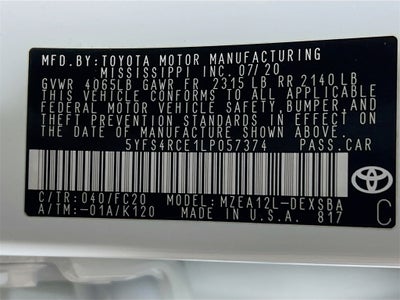 MFD.BY:TOYOTA MOTOR MANUFACTURING
MISSISSIPPI INC. 07/20
GVWR 4065LB GAWR FR 2315 LB RR 2140 LB
THIS VEHICLE CONFORMS TO ALL APPLICABLE
FEDERAL MOTOR VEHICLE SAFETY, BUMPER, AND
THEFT PREVENTION STANDARDS IN EFFECT ON
THE DATE OF MANUFACTURE SHOWN ABOVE.
5YFS4RCE1LP057374 PASS.CAR
C/TR: 040/FC20 MODEL: MZEA12L-DEXSBA
A/TM:-01A/K120 MADE IN U.S.A. 817
TOYOTA
C